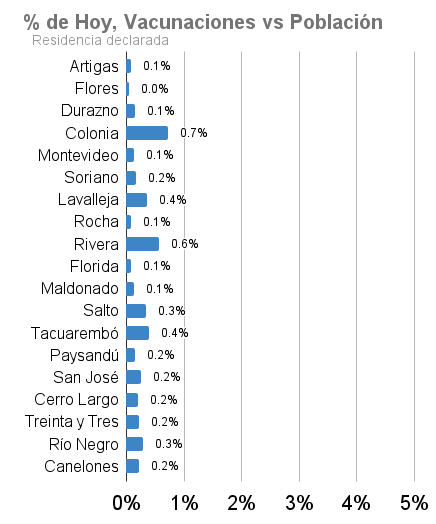 % de Hoy, Vacunaciones vs Población
Residencia declarada
Artigas 0.1%
Flores 0.0%
Durazno 0.1%
Colonia 0.7%
Montevideo 0.1%
Soriano 0.2%
Lavalleja 0.4%
Rocha 0.1%
Rivera 0.6%
Florida 0.1%
Maldonado 0.1%
Salto 0.3%
Tacuarembó 0.4%
Paysandú 0.2%
San José 0.2%
Cerro Largo 0.2%
Treinta y Tres 0.2%
Río Negro 0.3%
Canelones 0.2%
0% 1% 2% 3% 4% 5%